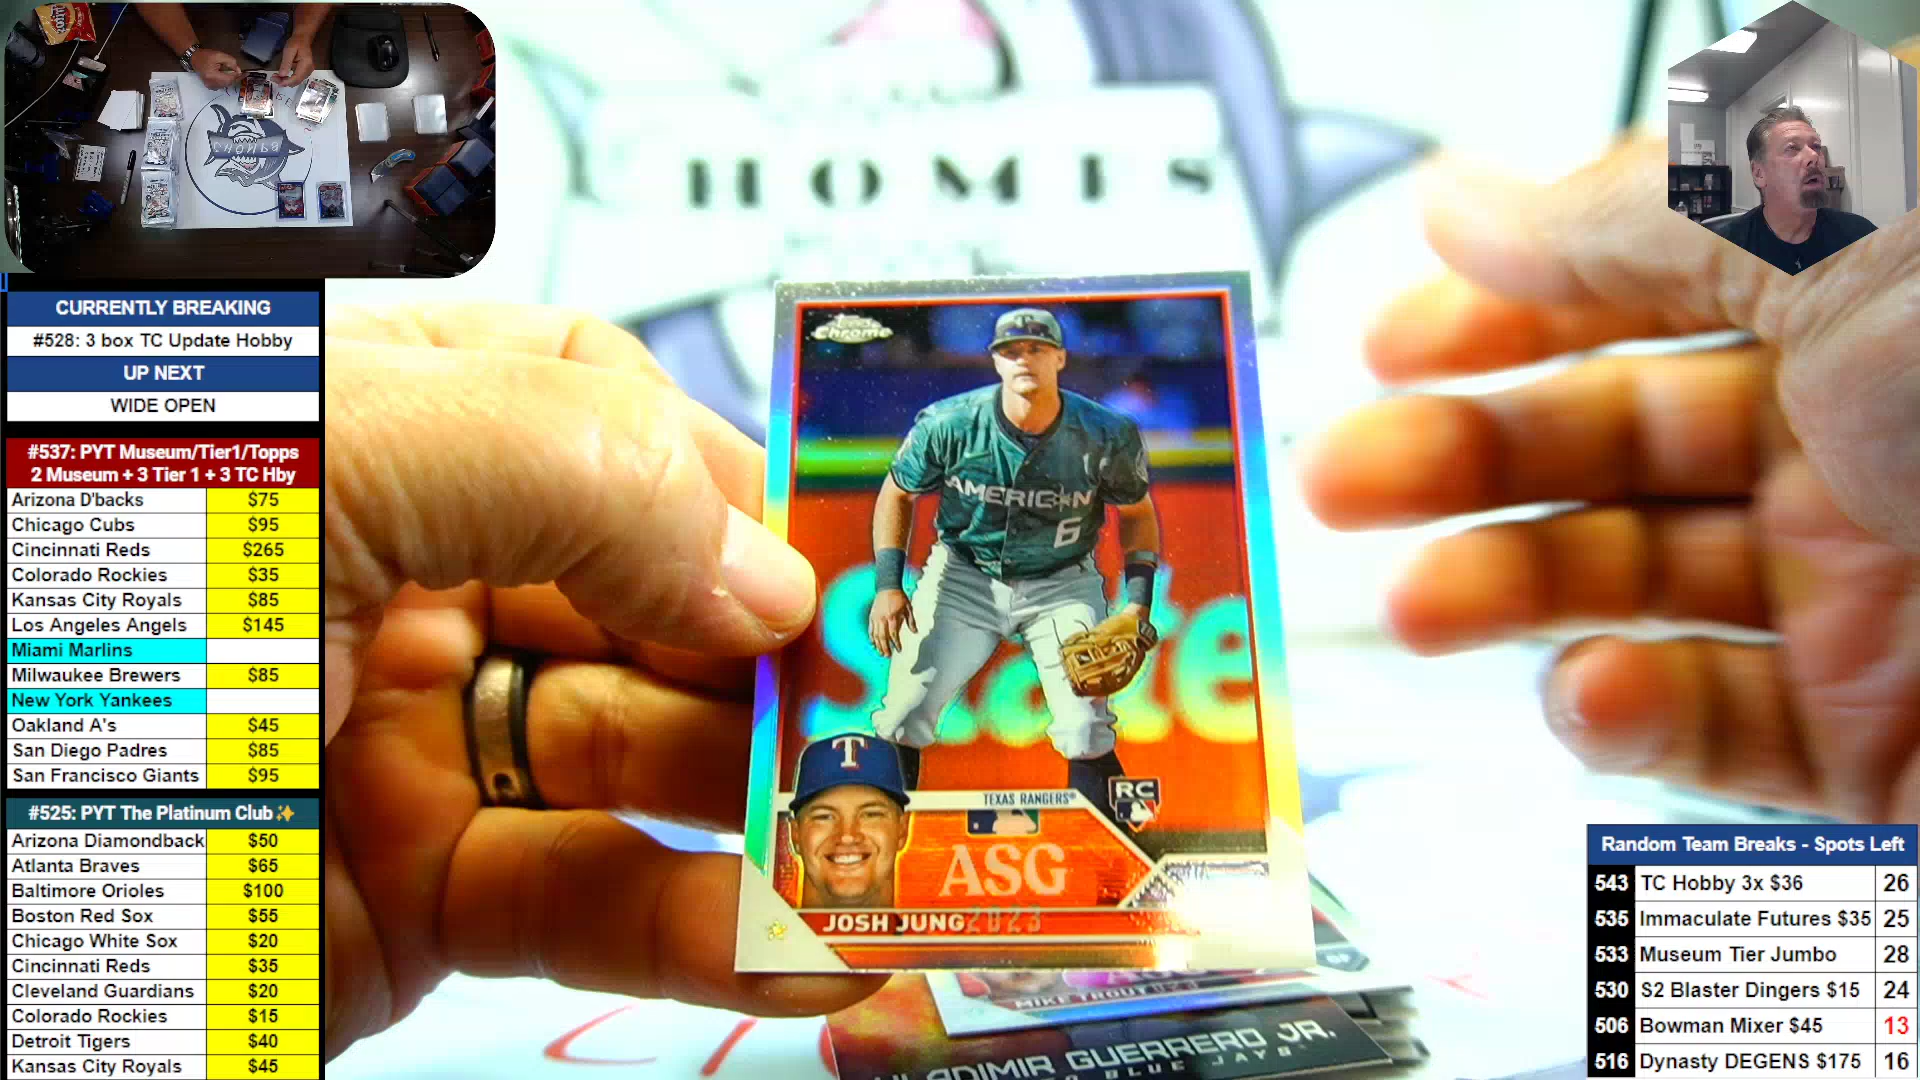 CURRENTLY BREAKING
#528: 3 box TC Update Hobby
UP NEXT
WIDE OPEN
#537: PYT Museum/Tier1/Topps
2 Museum + 3 Tier 1 + 3 TC Hby
Arizona D'backs $75
Chicago Cubs $95
Cincinnati Reds $265
Colorado Rockies $35
Kansas City Royals $85
Los Angeles Angels $145
Miami Marlins
Milwaukee Brewers $85
New York Yankees
Oakland A's $45
San Diego Padres $85
San Francisco Giants $95
#525: PYT The Platinum Club✨
Arizona Diamondback $50
Atlanta Braves $65
Baltimore Orioles $100
Boston Red Sox $55
Chicago White Sox $20
Cincinnati Reds $35
Cleveland Guardians $20
Colorado Rockies $15
Detroit Tigers $40
Kansas City Royals $45
Topps
Chrome
AMERICAN
6
State
T
TEXAS RANGERS®
RC
ASG
2023
JOSH JUNG
MIKE TROUT
VLADIMIR GUERRERO JR.
BLUE JAYS
Random Team Breaks - Spots Left
543 TC Hobby 3x $36 26
535 Immaculate Futures $35 25
533 Museum Tier Jumbo 28
530 S2 Blaster Dingers $15 24
506 Bowman Mixer $45 13
516 Dynasty DEGENS $175 16